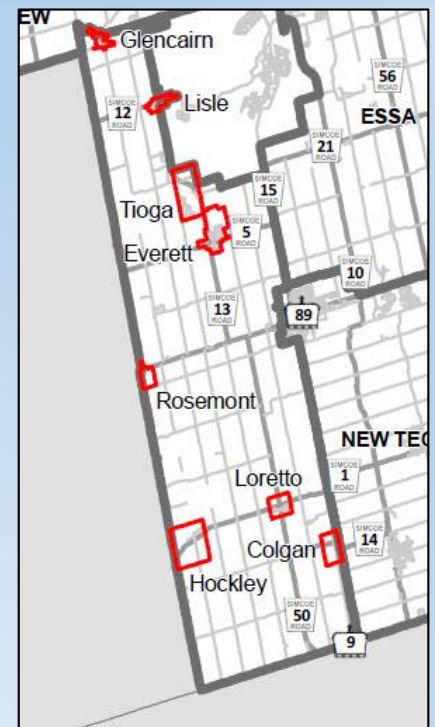 EW
Glencairn
SIMCOE
56
ROAD
Lisle
SIMCOE
12
ROAD
ESSA
SIMCOE
21
ROAD
SIMCOE
15
ROAD
Tioga
SIMCOE
5
ROAD
Everett
SIMCOE
10
ROAD
SIMCOE
13
ROAD
89
Rosemont
NEW TEC
Loretto
SIMCOE
1
ROAD
Colgan
SIMCOE
14
ROAD
Hockley
SIMCOE
50
ROAD
9